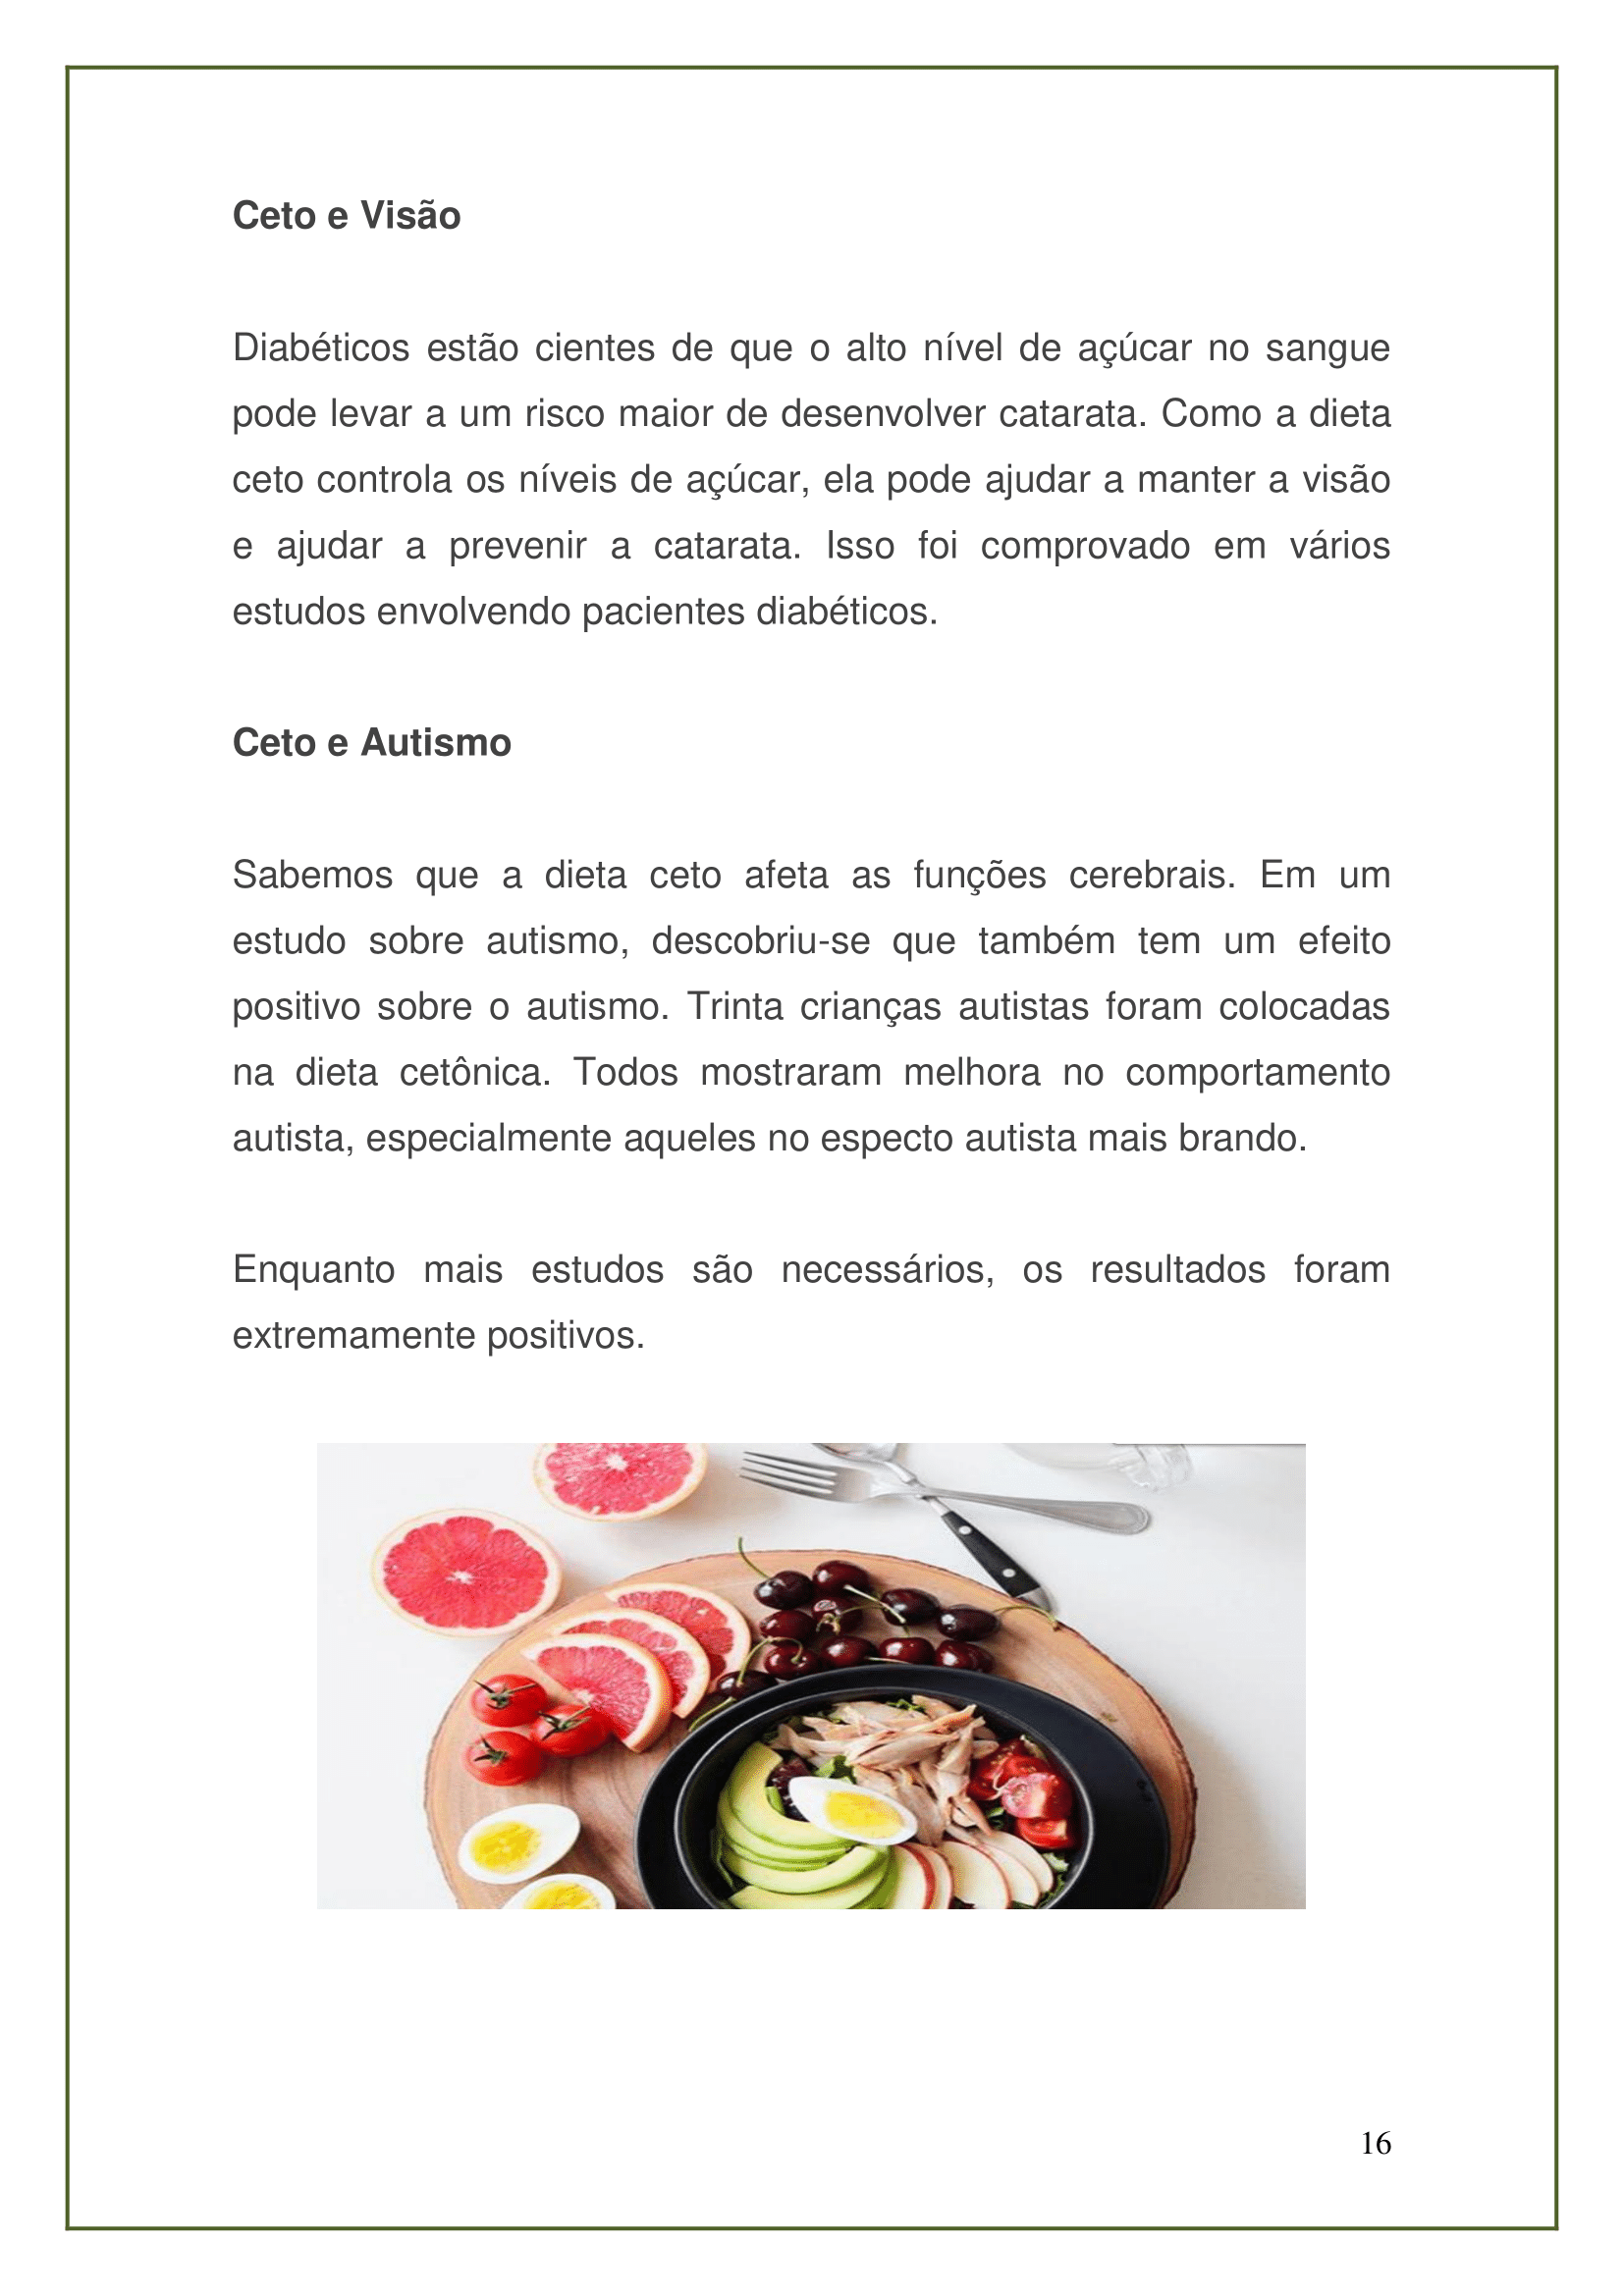 Ceto e Visão
Diabéticos estão cientes de que o alto nível de açúcar no sangue
pode levar a um risco maior de desenvolver catarata. Como a dieta
ceto controla os níveis de açúcar, ela pode ajudar a manter a visão
e ajudar a prevenir a catarata. Isso foi comprovado em vários
estudos envolvendo pacientes diabéticos.
Ceto e Autismo
Sabemos que a dieta ceto afeta as funções cerebrais. Em um
estudo sobre autismo, descobriu-se que também tem um efeito
positivo sobre o autismo. Trinta crianças autistas foram colocadas
na dieta cetônica. Todos mostraram melhora no comportamento
autista, especialmente aqueles no especto autista mais brando.
Enquanto mais estudos são necessários, os resultados foram
extremamente positivos.
16